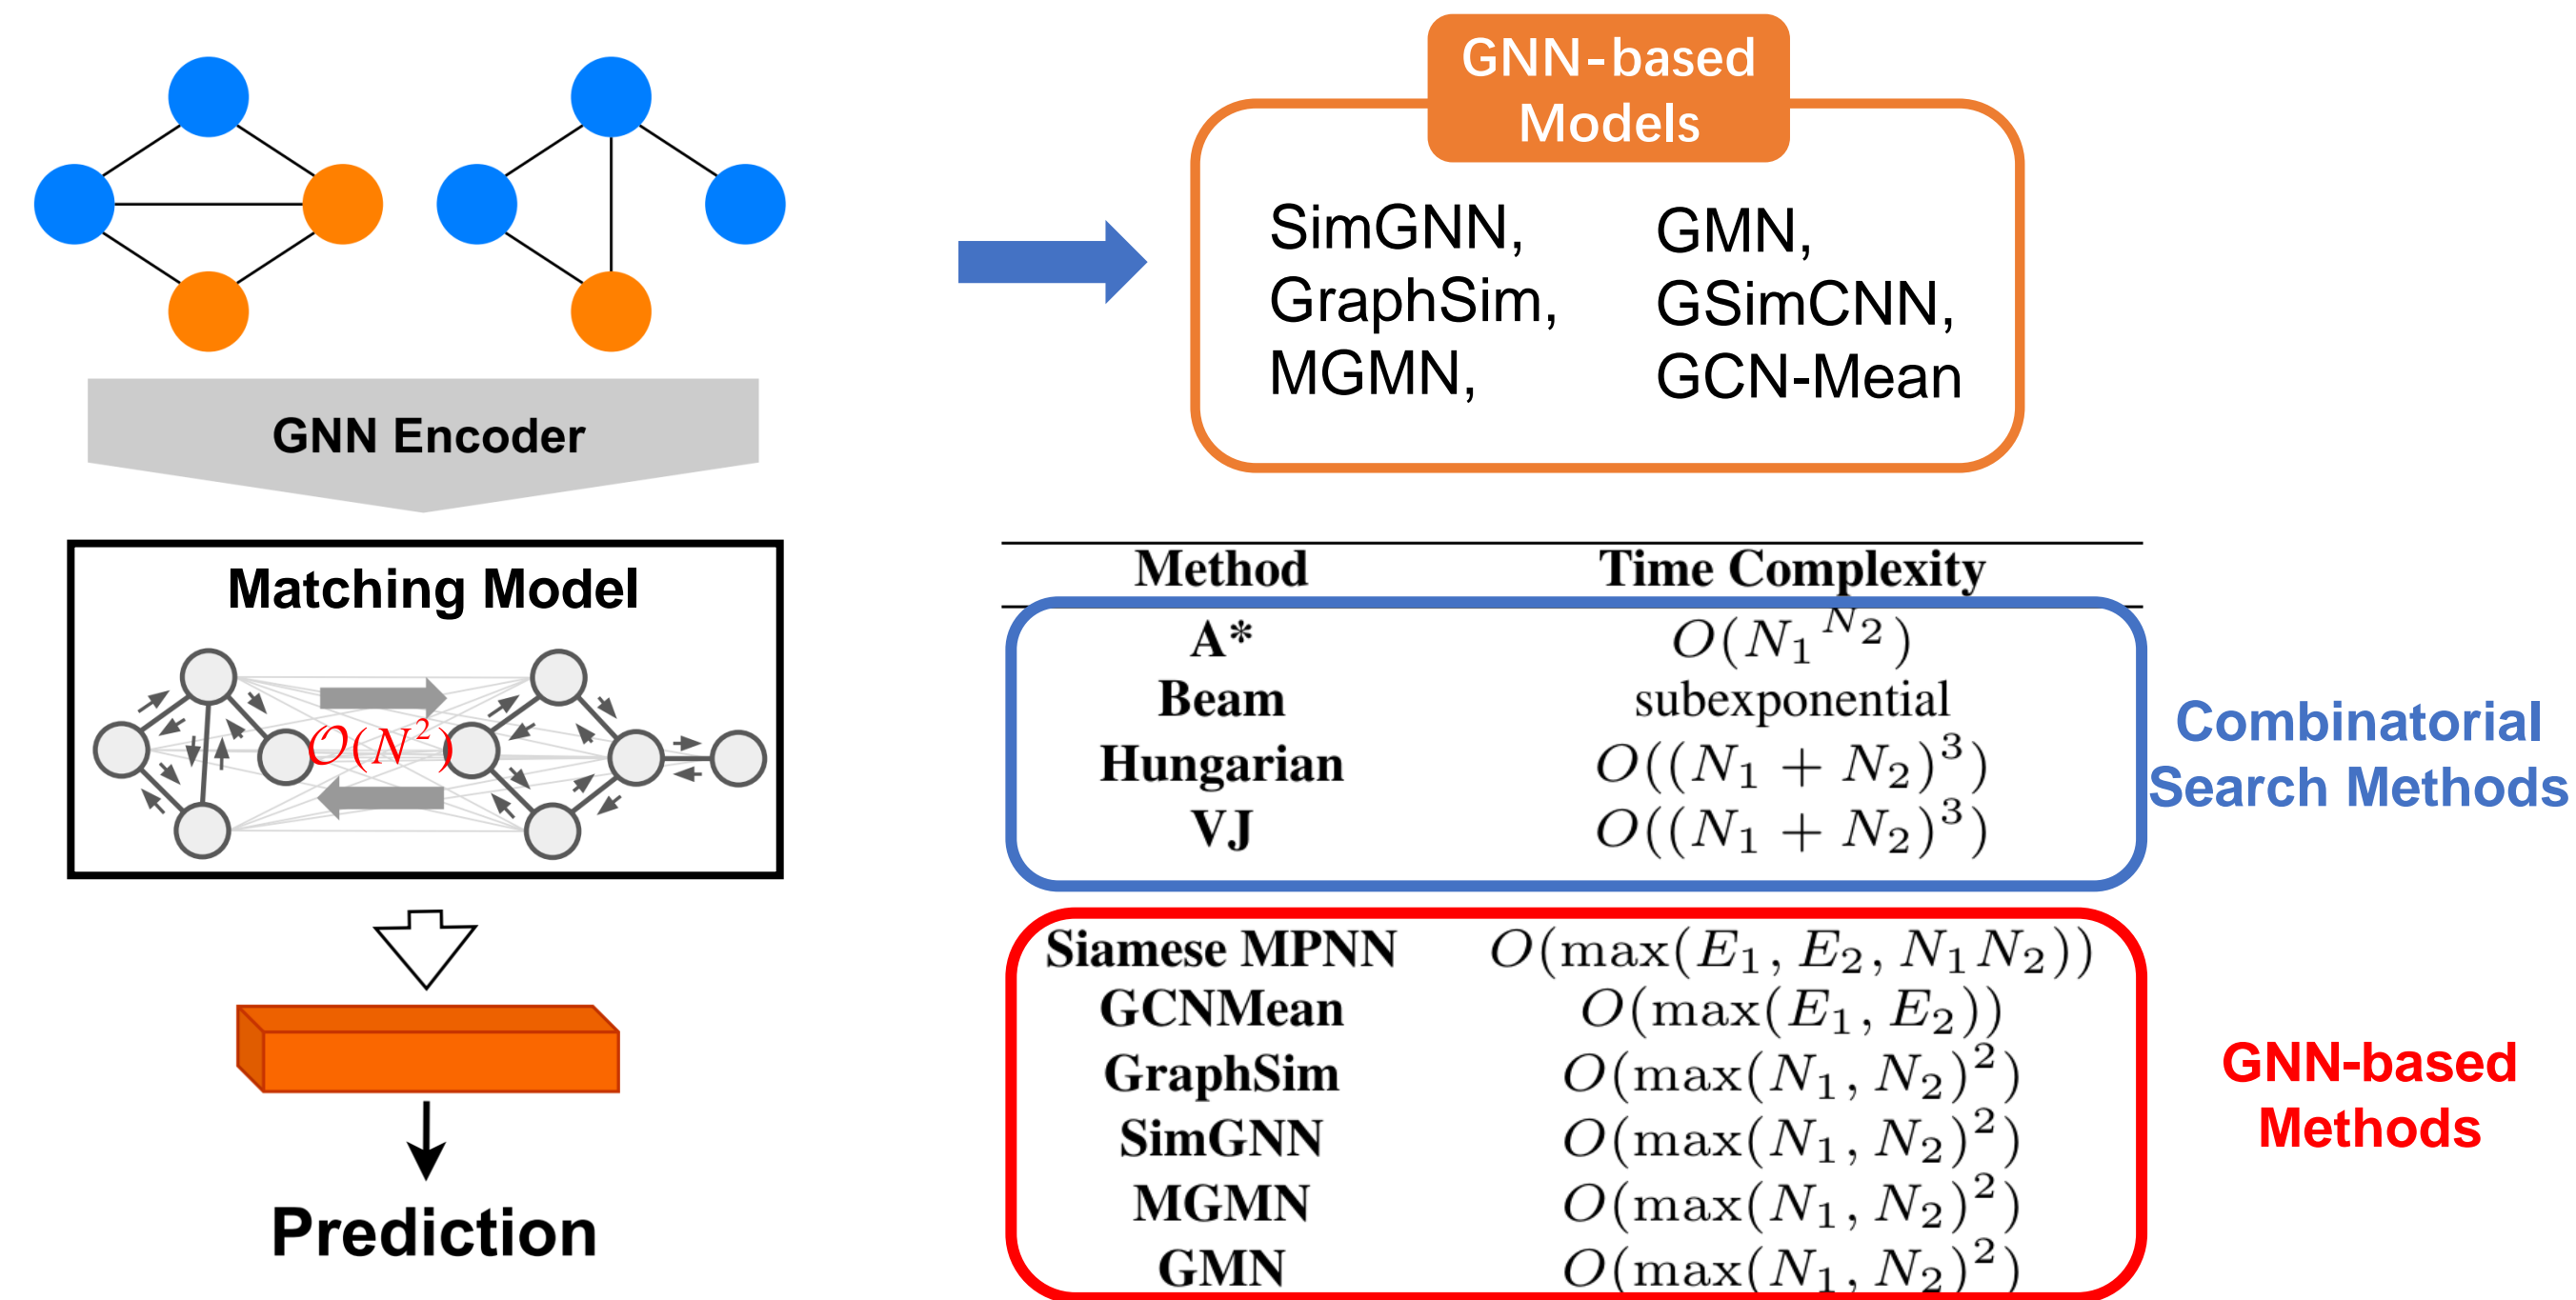 GNN-based
Models
SimGNN, GMN,
GraphSim, GSimCNN,
MGMN, GCN-Mean
GNN Encoder
Matching Model
𝒪(N²)
Prediction
Method Time Complexity
A* O(N₁^N₂)
Beam subexponential
Hungarian O((N₁ + N₂)³)
VJ O((N₁ + N₂)³)
Combinatorial
Search Methods
Siamese MPNN O(max(E₁, E₂, N₁N₂))
GCNMean O(max(E₁, E₂))
GraphSim O(max(N₁, N₂)²)
SimGNN O(max(N₁, N₂)²)
MGMN O(max(N₁, N₂)²)
GMN O(max(N₁, N₂)²)
GNN-based
Methods